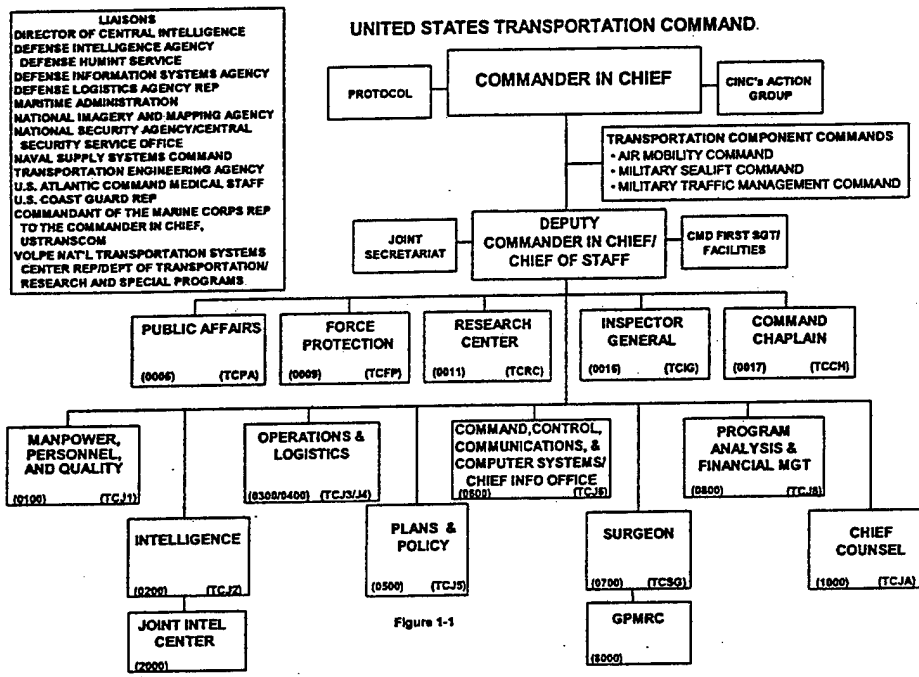 LIAISONS
DIRECTOR OF CENTRAL INTELLIGENCE
DEFENSE INTELLIGENCE AGENCY
DEFENSE HUMINT SERVICE
DEFENSE INFORMATION SYSTEMS AGENCY
DEFENSE LOGISTICS AGENCY REP
MARITIME ADMINISTRATION
NATIONAL IMAGERY AND MAPPING AGENCY
NATIONAL SECURITY AGENCY/CENTRAL
SECURITY SERVICE OFFICE
NAVAL SUPPLY SYSTEMS COMMAND
TRANSPORTATION ENGINEERING AGENCY
U.S. ATLANTIC COMMAND MEDICAL STAFF
U.S. COAST GUARD REP
COMMANDANT OF THE MARINE CORPS REP
TO THE COMMANDER IN CHIEF,
USTRANSCOM
VOLPE NAT'L TRANSPORTATION SYSTEMS
CENTER REP/DEPT OF TRANSPORTATION/
RESEARCH AND SPECIAL PROGRAMS
UNITED STATES TRANSPORTATION COMMAND
PROTOCOL
COMMANDER IN CHIEF
CINC's ACTION
GROUP
TRANSPORTATION COMPONENT COMMANDS
• AIR MOBILITY COMMAND
• MILITARY SEALIFT COMMAND
• MILITARY TRAFFIC MANAGEMENT COMMAND
JOINT
SECRETARIAT
DEPUTY
COMMANDER IN CHIEF/
CHIEF OF STAFF
CMD FIRST SGT/
FACILITIES
PUBLIC AFFAIRS
(TCPA)
FORCE
PROTECTION
(0009) (TCFP)
RESEARCH
CENTER
(0011) (TCRC)
INSPECTOR
GENERAL
(TCIG)
COMMAND
CHAPLAIN
(0017) (TCCH)
MANPOWER,
PERSONNEL,
AND QUALITY
(0100) (TCJ1)
OPERATIONS &
LOGISTICS
(0300/0400) (TCJ3/J4)
COMMAND, CONTROL,
COMMUNICATIONS, &
COMPUTER SYSTEMS/
CHIEF INFO OFFICE
PROGRAM
ANALYSIS &
FINANCIAL MGT
INTELLIGENCE
(0200) (TCJ2)
PLANS &
POLICY
(0500) (TCJ5)
SURGEON
(0700) (TCSG)
CHIEF
COUNSEL
(1000) (TCJA)
JOINT INTEL
CENTER
(2000)
GPMRC
Figure 1-1